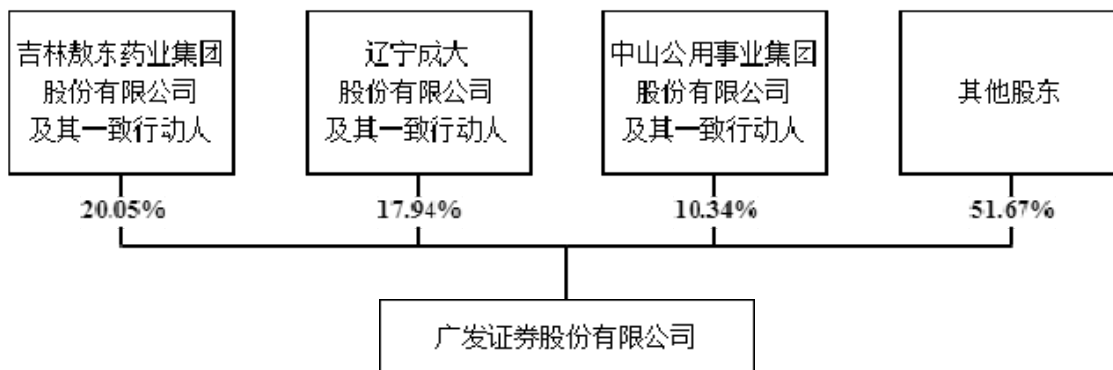 吉林敖东药业集团
股份有限公司
及其一致行动人
辽宁成大
股份有限公司
及其一致行动人
中山公用事业集团
股份有限公司
及其一致行动人
其他股东
20.05%
17.94%
10.34%
51.67%
广发证券股份有限公司